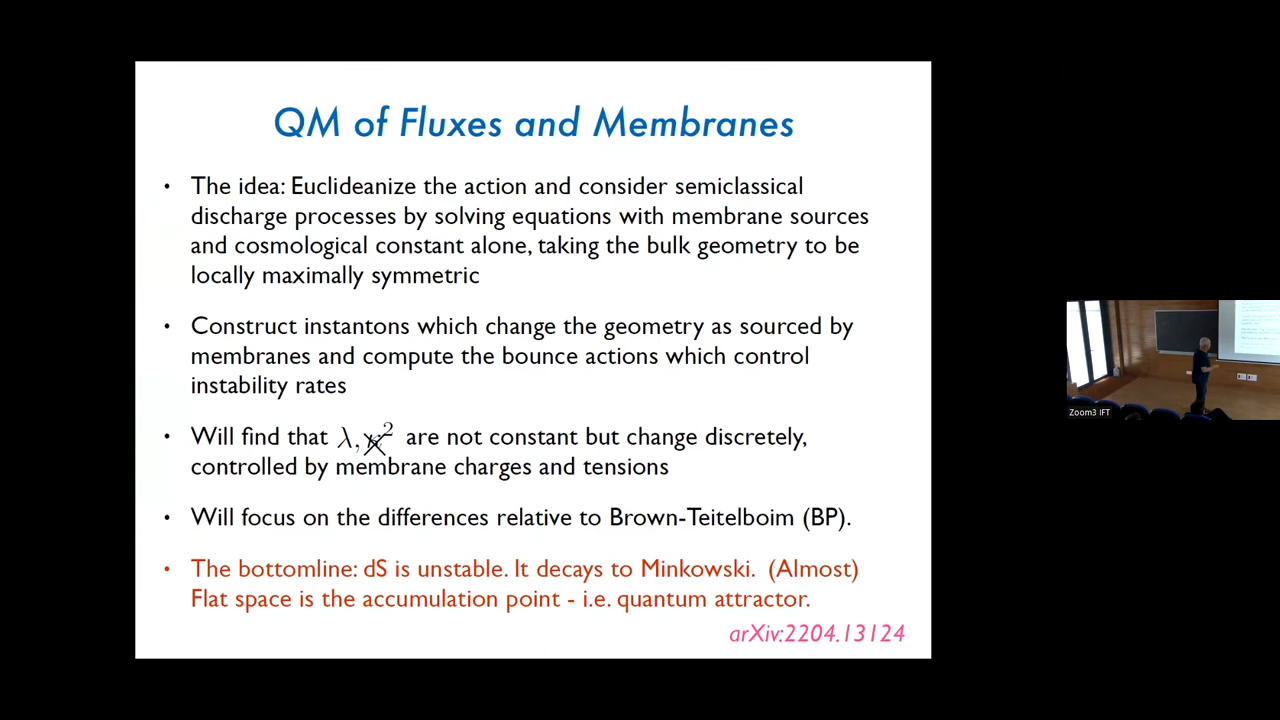 QM of Fluxes and Membranes
• The idea: Euclideanize the action and consider semiclassical
discharge processes by solving equations with membrane sources
and cosmological constant alone, taking the bulk geometry to be
locally maximally symmetric
• Construct instantons which change the geometry as sourced by
membranes and compute the bounce actions which control
instability rates
• Will find that λ, κ² are not constant but change discretely,
controlled by membrane charges and tensions
• Will focus on the differences relative to Brown-Teitelboim (BP).
• The bottomline: dS is unstable. It decays to Minkowski. (Almost)
Flat space is the accumulation point - i.e. quantum attractor.
arXiv:2204.13124
Zoom3 IFT